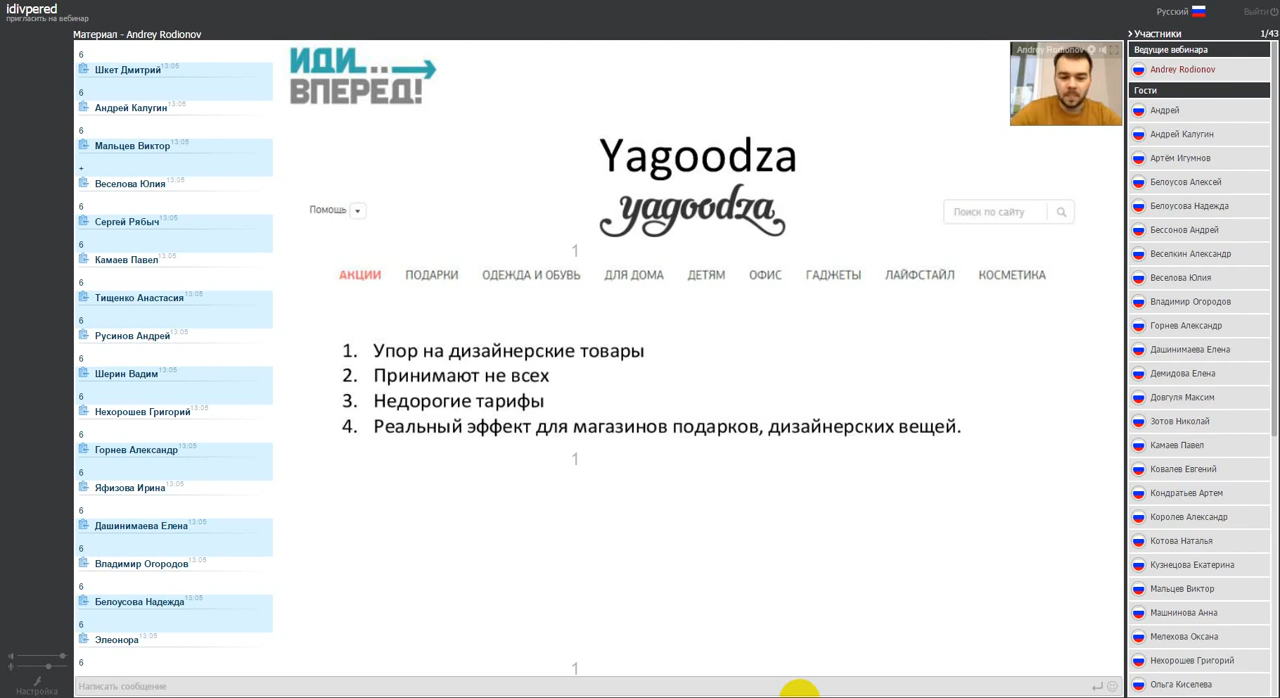 idivpered
пригласить на вебинар
Русский
Выйти
Материал - Andrey Rodionov
Участники
1/43
6
Шкет Дмитрий 13:05
6
Андрей Калугин 13:05
6
Мальцев Виктор 13:05
+
Веселова Юлия 13:05
6
Сергей Рябыч 13:05
6
Камаев Павел 13:05
6
Тищенко Анастасия 13:05
6
Русинов Андрей 13:05
6
Шерин Вадим 13:05
6
Нехорошев Григорий 13:05
6
Горнев Александр 13:05
6
Яфизова Ирина 13:05
6
Дашинимаева Елена 13:05
6
Владимир Огородов 13:05
6
Белоусова Надежда 13:05
6
Элеонора 13:05
6
Написать сообщение
Настройка
ИДИ...
ВПЕРЕД!
Andrey Rodionov
Yagoodza
yagoodza
Помощь
Поиск по сайту
1
АКЦИИ ПОДАРКИ ОДЕЖДА И ОБУВЬ ДЛЯ ДОМА ДЕТЯМ ОФИС ГАДЖЕТЫ ЛАЙФСТАЙЛ КОСМЕТИКА
1. Упор на дизайнерские товары
2. Принимают не всех
3. Недорогие тарифы
4. Реальный эффект для магазинов подарков, дизайнерских вещей.
1
1
Ведущие вебинара
Andrey Rodionov
Гости
Андрей
Андрей Калугин
Артём Игумнов
Белоусов Алексей
Белоусова Надежда
Бессонов Андрей
Веселкин Александр
Веселова Юлия
Владимир Огородов
Горнев Александр
Дашинимаева Елена
Демидова Елена
Довгуля Максим
Зотов Николай
Камаев Павел
Ковалев Евгений
Кондратьев Артем
Королев Александр
Котова Наталья
Кузнецова Екатерина
Мальцев Виктор
Машнинова Анна
Мелехова Оксана
Нехорошев Григорий
Ольга Киселева